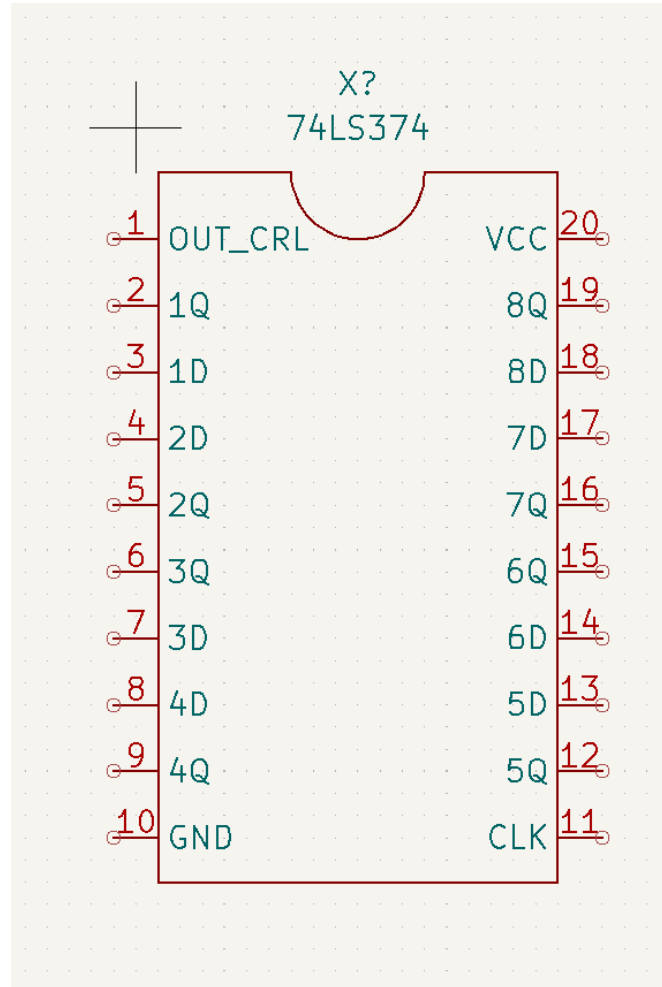 X?
74LS374
1 OUT_CRL VCC 20
2 1Q 8Q 19
3 1D 8D 18
4 2D 7D 17
5 2Q 7Q 16
6 3Q 6Q 15
7 3D 6D 14
8 4D 5D 13
9 4Q 5Q 12
10 GND CLK 11